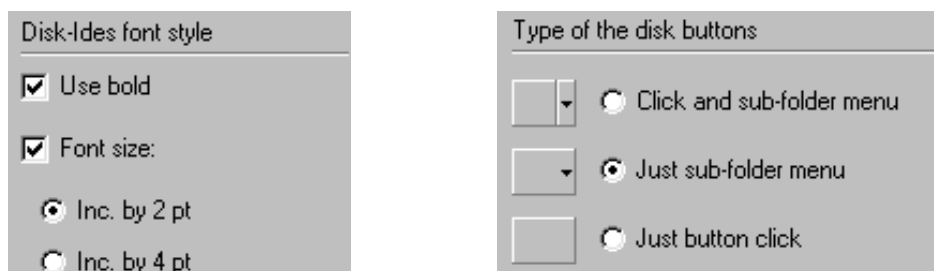 Disk-Ides font style
Use bold
Font size:
Inc. by 2 pt
Inc. by 4 pt
Type of the disk buttons
Click and sub-folder menu
Just sub-folder menu
Just button click